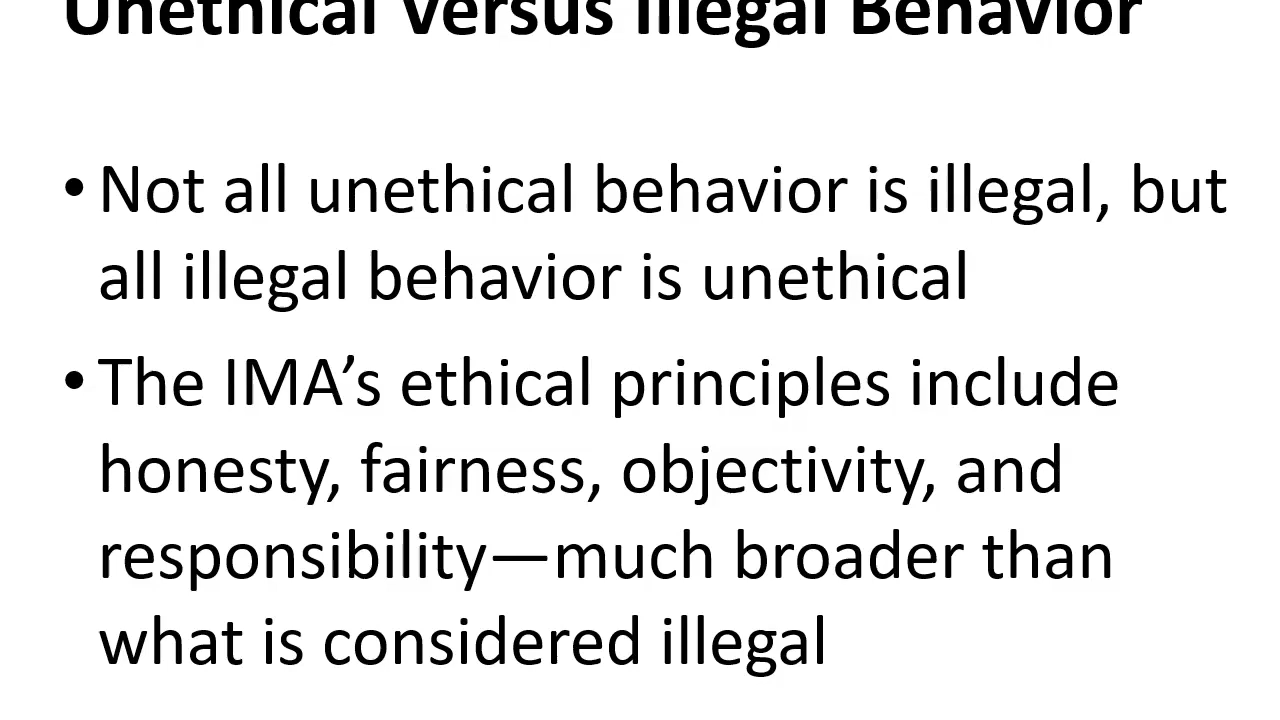 Unethical Versus Illegal Behavior
• Not all unethical behavior is illegal, but
all illegal behavior is unethical
• The IMA’s ethical principles include
honesty, fairness, objectivity, and
responsibility—much broader than
what is considered illegal